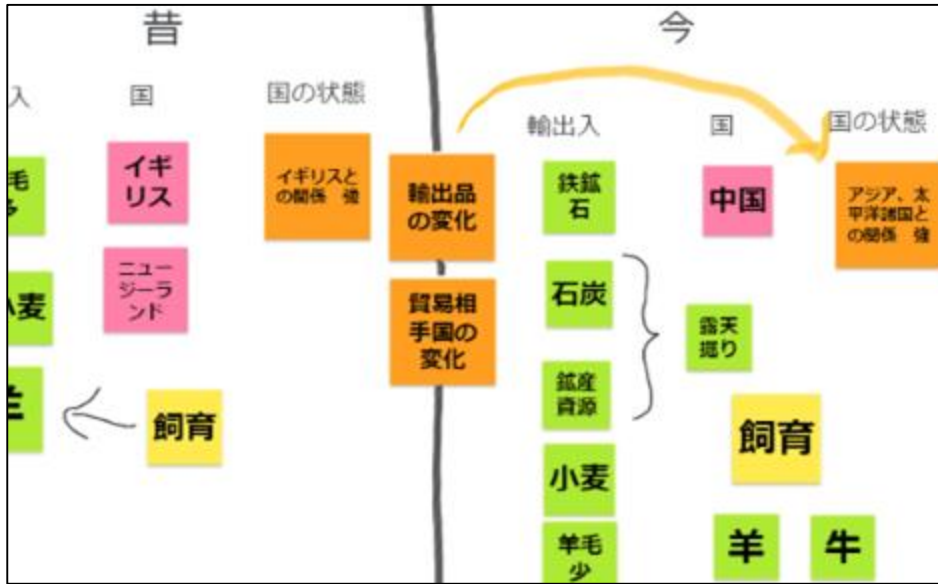 昔
入
国
国の状態
毛
多
イギ
リス
イギリスと
の関係 強
小麦
ニュー
ジーラ
ンド
羊
飼育
輸出品
の変化
貿易相
手国の
変化
今
輸出入
国
国の状態
鉄鉱
石
中国
アジア、太
平洋諸国と
の関係 強
石炭
露天
掘り
鉱産
資源
飼育
小麦
羊毛
少
羊
牛